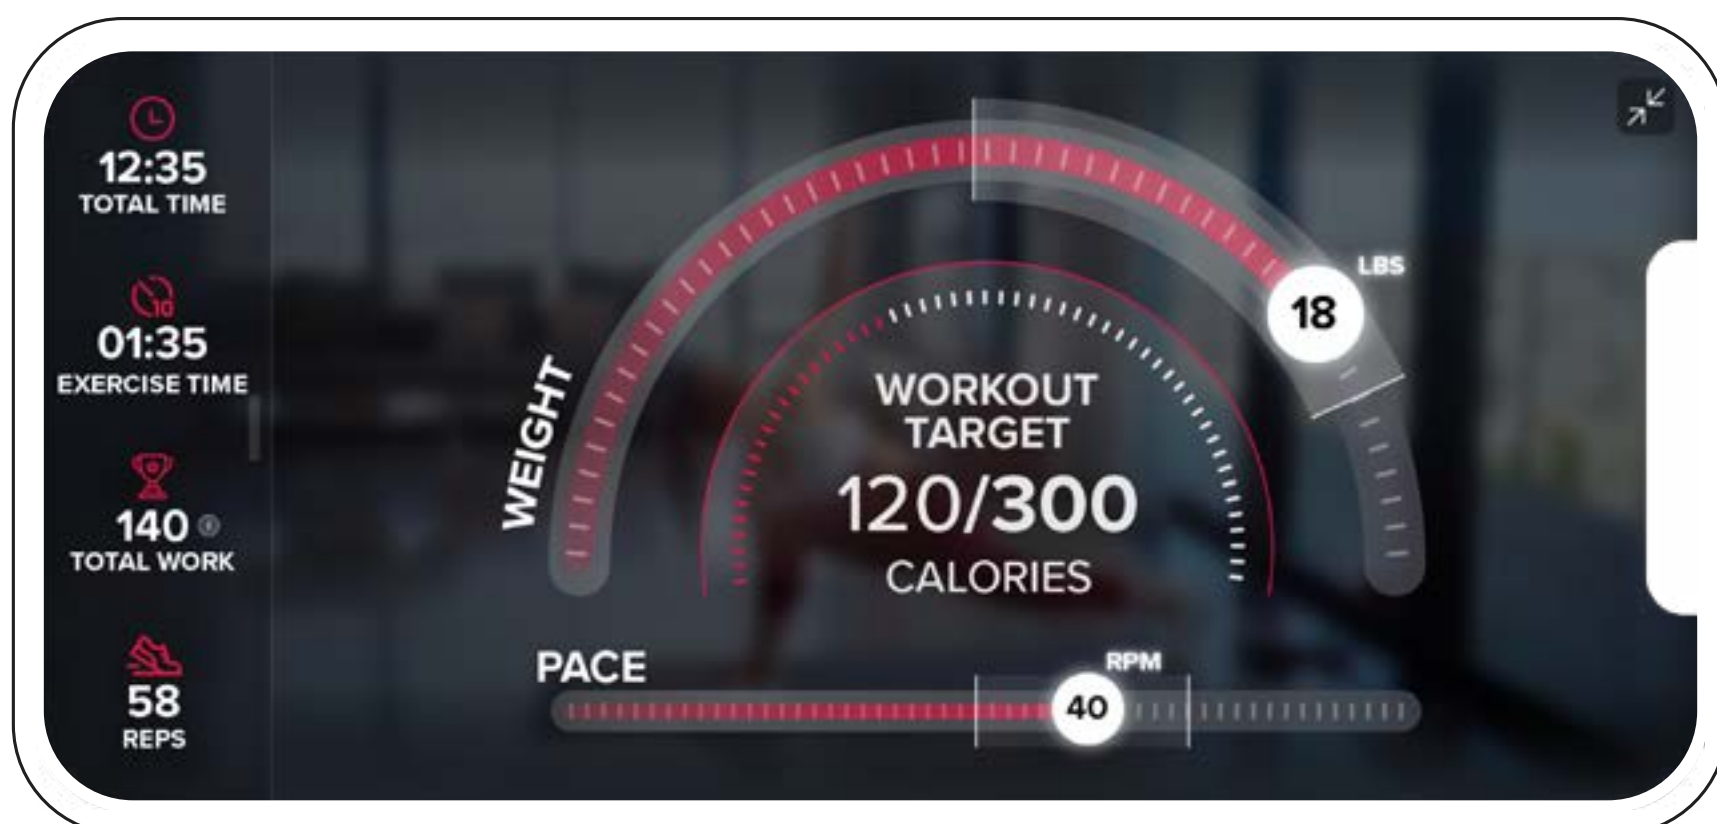 12:35
TOTAL TIME
10
01:35
EXERCISE TIME
140
TOTAL WORK
58
REPS
WEIGHT
LBS
18
WORKOUT
TARGET
120/300
CALORIES
PACE
RPM
40